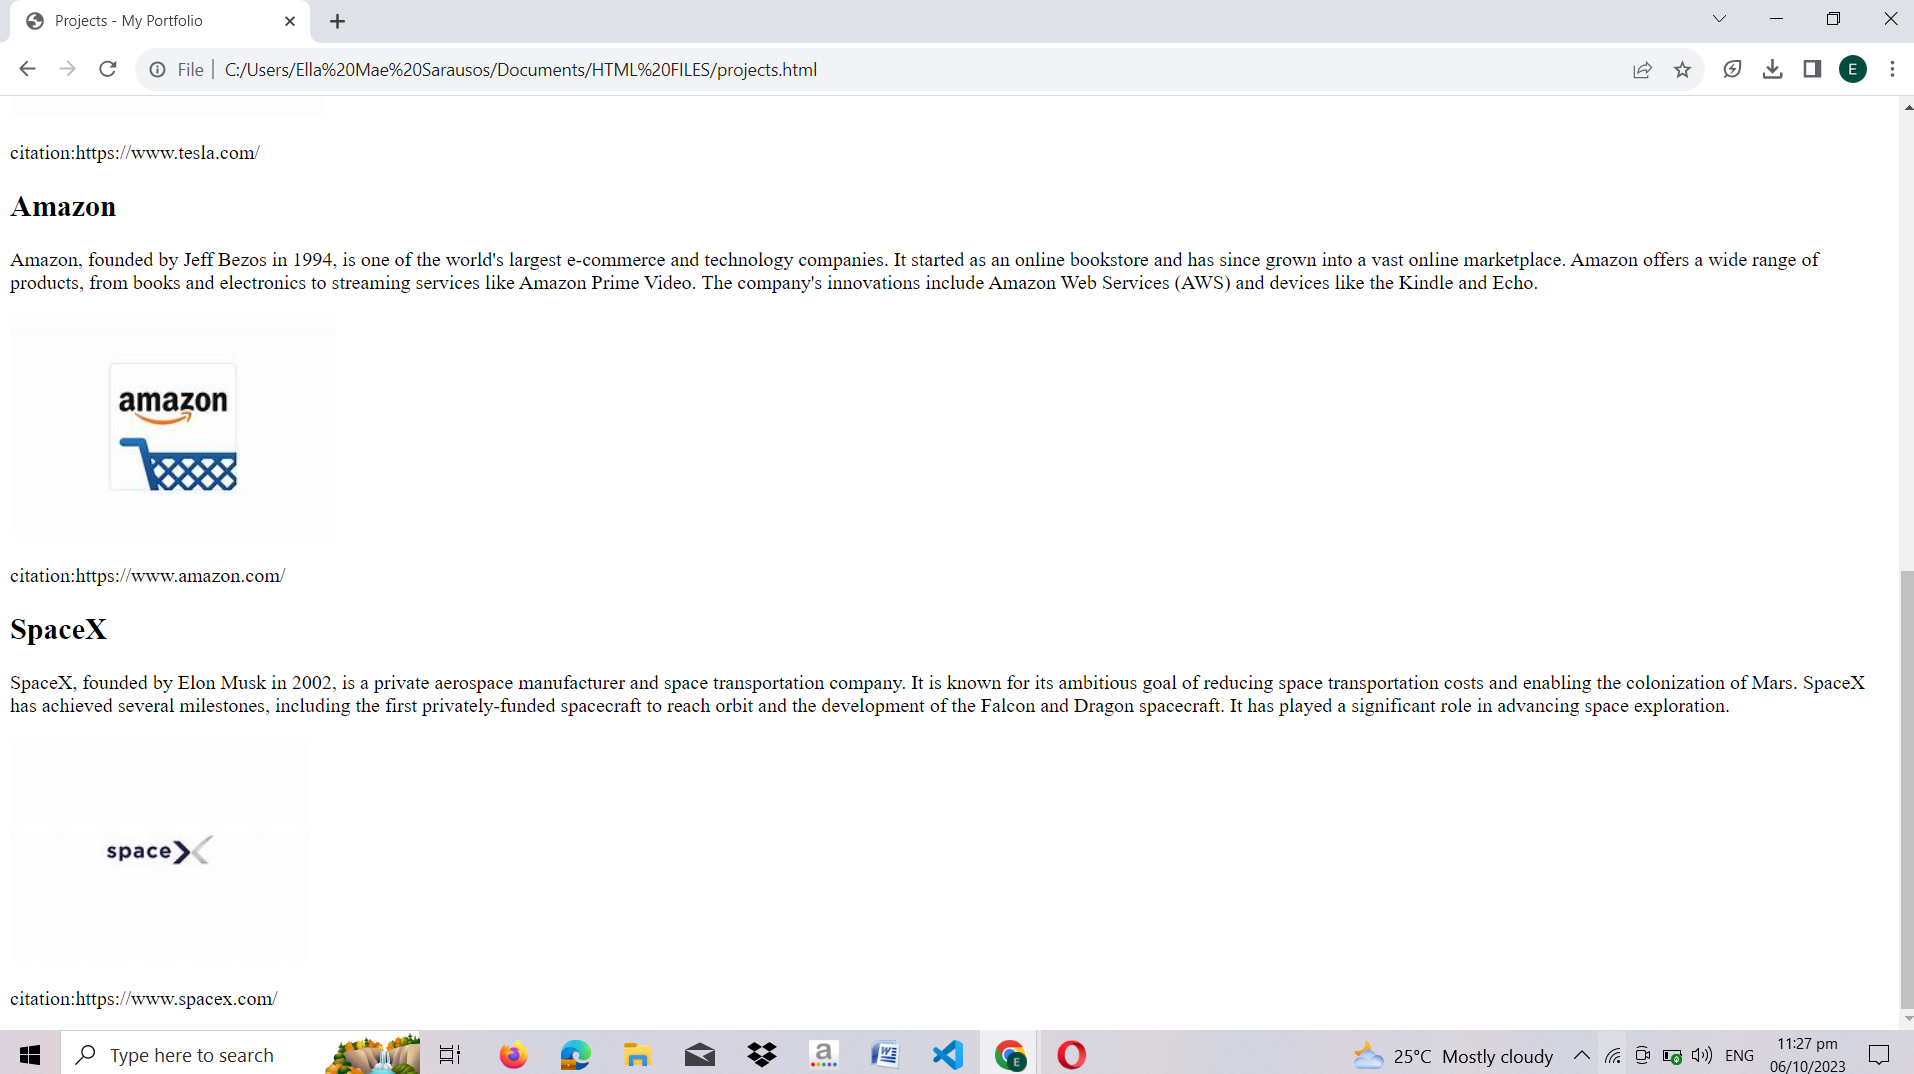 Projects - My Portfolio
File | C:/Users/Ella%20Mae%20Sarausos/Documents/HTML%20FILES/projects.html
E
citation:https://www.tesla.com/
Amazon
Amazon, founded by Jeff Bezos in 1994, is one of the world's largest e-commerce and technology companies. It started as an online bookstore and has since grown into a vast online marketplace. Amazon offers a wide range of
products, from books and electronics to streaming services like Amazon Prime Video. The company's innovations include Amazon Web Services (AWS) and devices like the Kindle and Echo.
amazon
citation:https://www.amazon.com/
SpaceX
SpaceX, founded by Elon Musk in 2002, is a private aerospace manufacturer and space transportation company. It is known for its ambitious goal of reducing space transportation costs and enabling the colonization of Mars. SpaceX
has achieved several milestones, including the first privately-funded spacecraft to reach orbit and the development of the Falcon and Dragon spacecraft. It has played a significant role in advancing space exploration.
spaceX
citation:https://www.spacex.com/
Type here to search
a
W
E
25°C Mostly cloudy
ENG
11:27 pm
06/10/2023